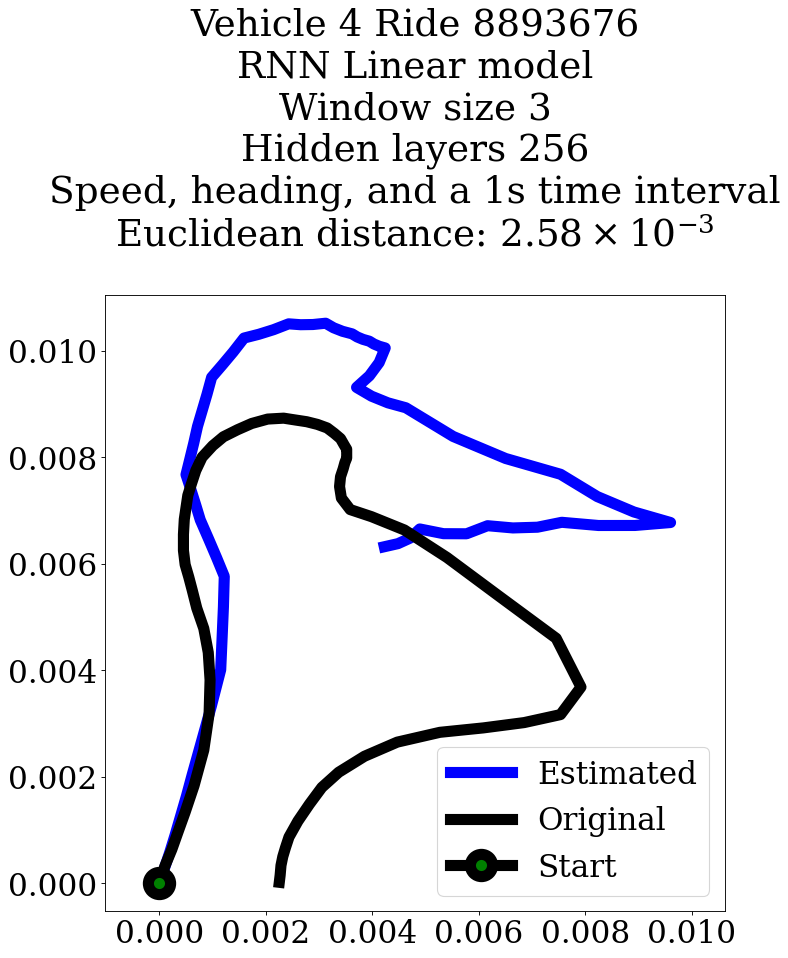 Vehicle 4 Ride 8893676
RNN Linear model
Window size 3
Hidden layers 256
Speed, heading, and a 1s time interval
Euclidean distance: 2.58 × 10⁻³
0.010
0.008
0.006
0.004
0.002
0.000
Estimated
Original
Start
0.000 0.002 0.004 0.006 0.008 0.010